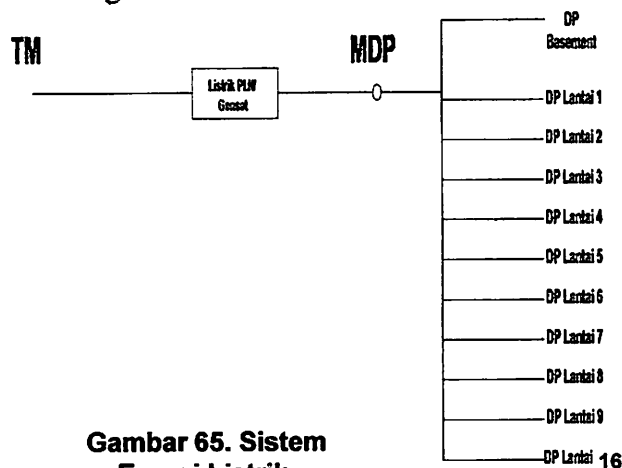 TM
MDP
Listrik PLN
Genset
DP
Basement
DP Lantai 1
DP Lantai 2
DP Lantai 3
DP Lantai 4
DP Lantai 5
DP Lantai 6
DP Lantai 7
DP Lantai 8
DP Lantai 9
DP Lantai 16
Gambar 65. Sistem